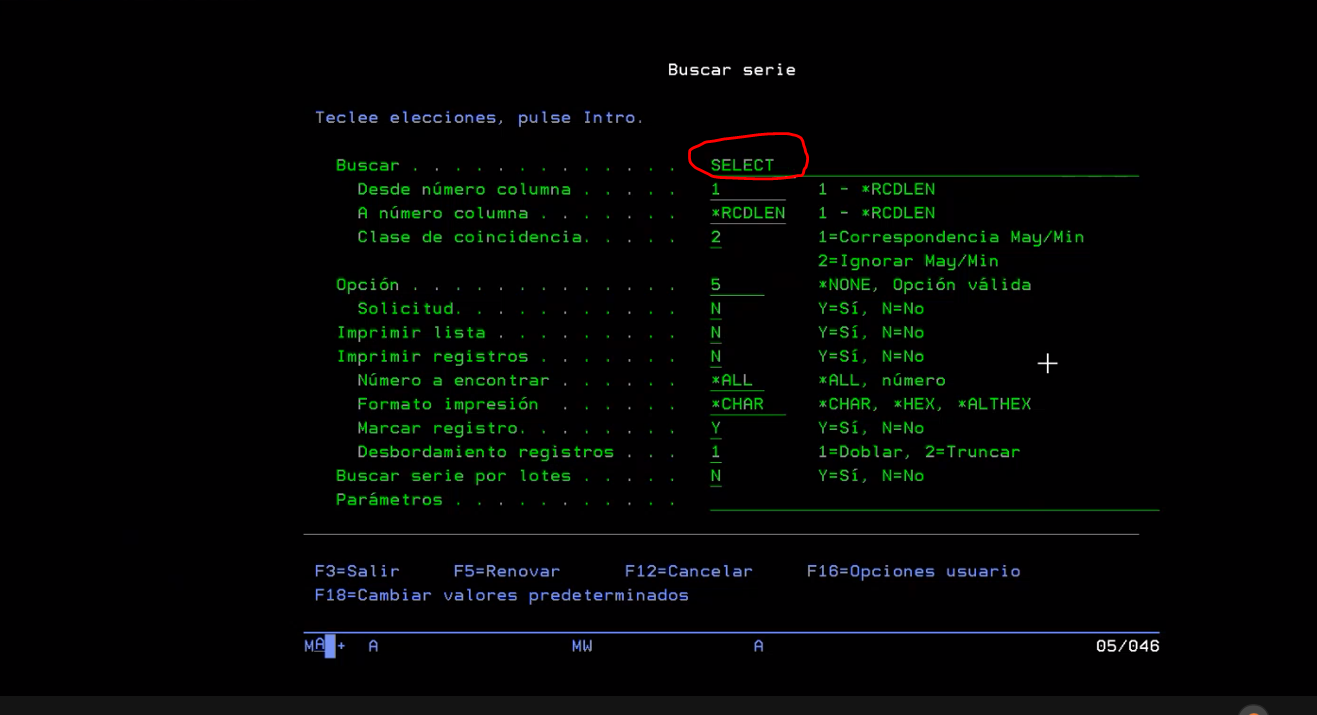 Buscar serie
Teclee elecciones, pulse Intro.
Buscar . . . . . . . . . . . . . SELECT
Desde número columna . . . . . 1 1 - *RCDLEN
A número columna . . . . . . . *RCDLEN 1 - *RCDLEN
Clase de coincidencia. . . . . 2 1=Correspondencia May/Min
2=Ignorar May/Min
Opción . . . . . . . . . . . . . 5 *NONE, Opción válida
Solicitud. . . . . . . . . . . N Y=Sí, N=No
Imprimir lista . . . . . . . . . N Y=Sí, N=No
Imprimir registros . . . . . . . N Y=Sí, N=No
Número a encontrar . . . . . . *ALL *ALL, número
Formato impresión . . . . . . *CHAR *CHAR, *HEX, *ALTHEX
Marcar registro. . . . . . . . Y Y=Sí, N=No
Desbordamiento registros . . . 1 1=Doblar, 2=Truncar
Buscar serie por lotes . . . . . N Y=Sí, N=No
Parámetros . . . . . . . . . . .
F3=Salir F5=Renovar F12=Cancelar F16=Opciones usuario
F18=Cambiar valores predeterminados
MA + A MW A 05/046